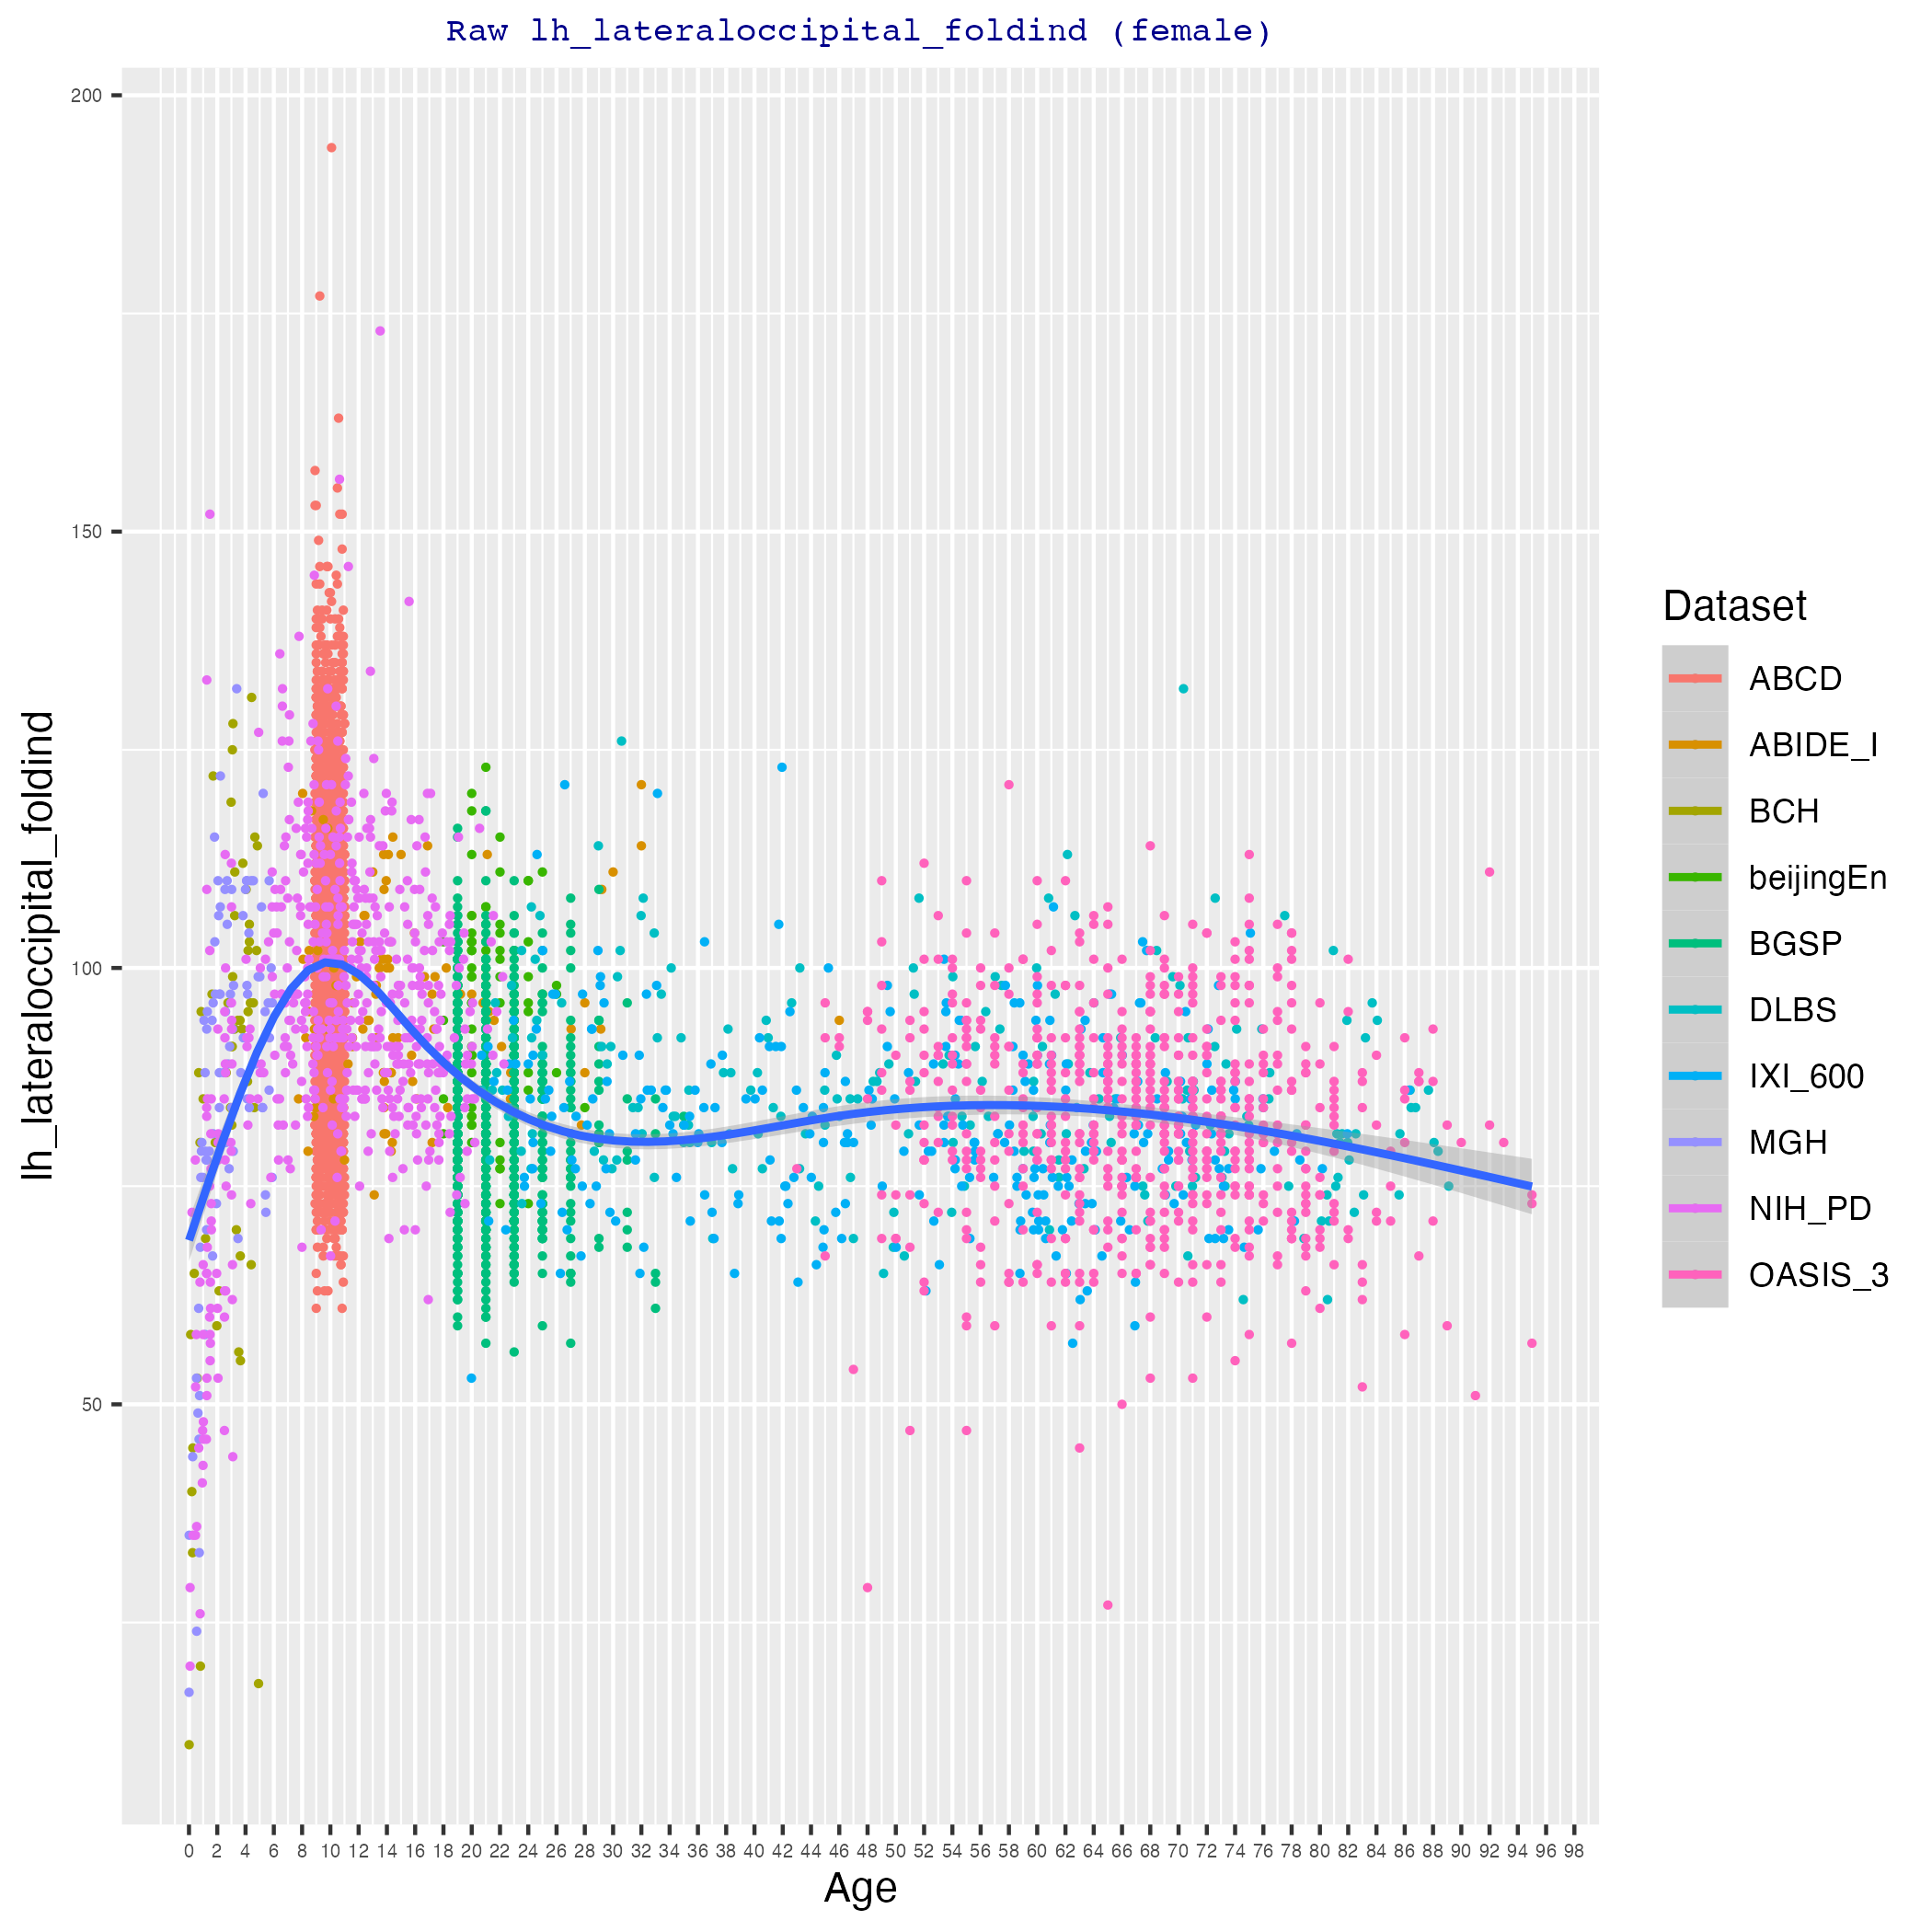 Raw lh_lateraloccipital_foldind (female)
200
150
100
50
lh_lateraloccipital_foldind
0 2 4 6 8 10 12 14 16 18 20 22 24 26 28 30 32 34 36 38 40 42 44 46 48 50 52 54 56 58 60 62 64 66 68 70 72 74 76 78 80 82 84 86 88 90 92 94 96 98
Age
Dataset
ABCD
ABIDE_I
BCH
beijingEn
BGSP
DLBS
IXI_600
MGH
NIH_PD
OASIS_3